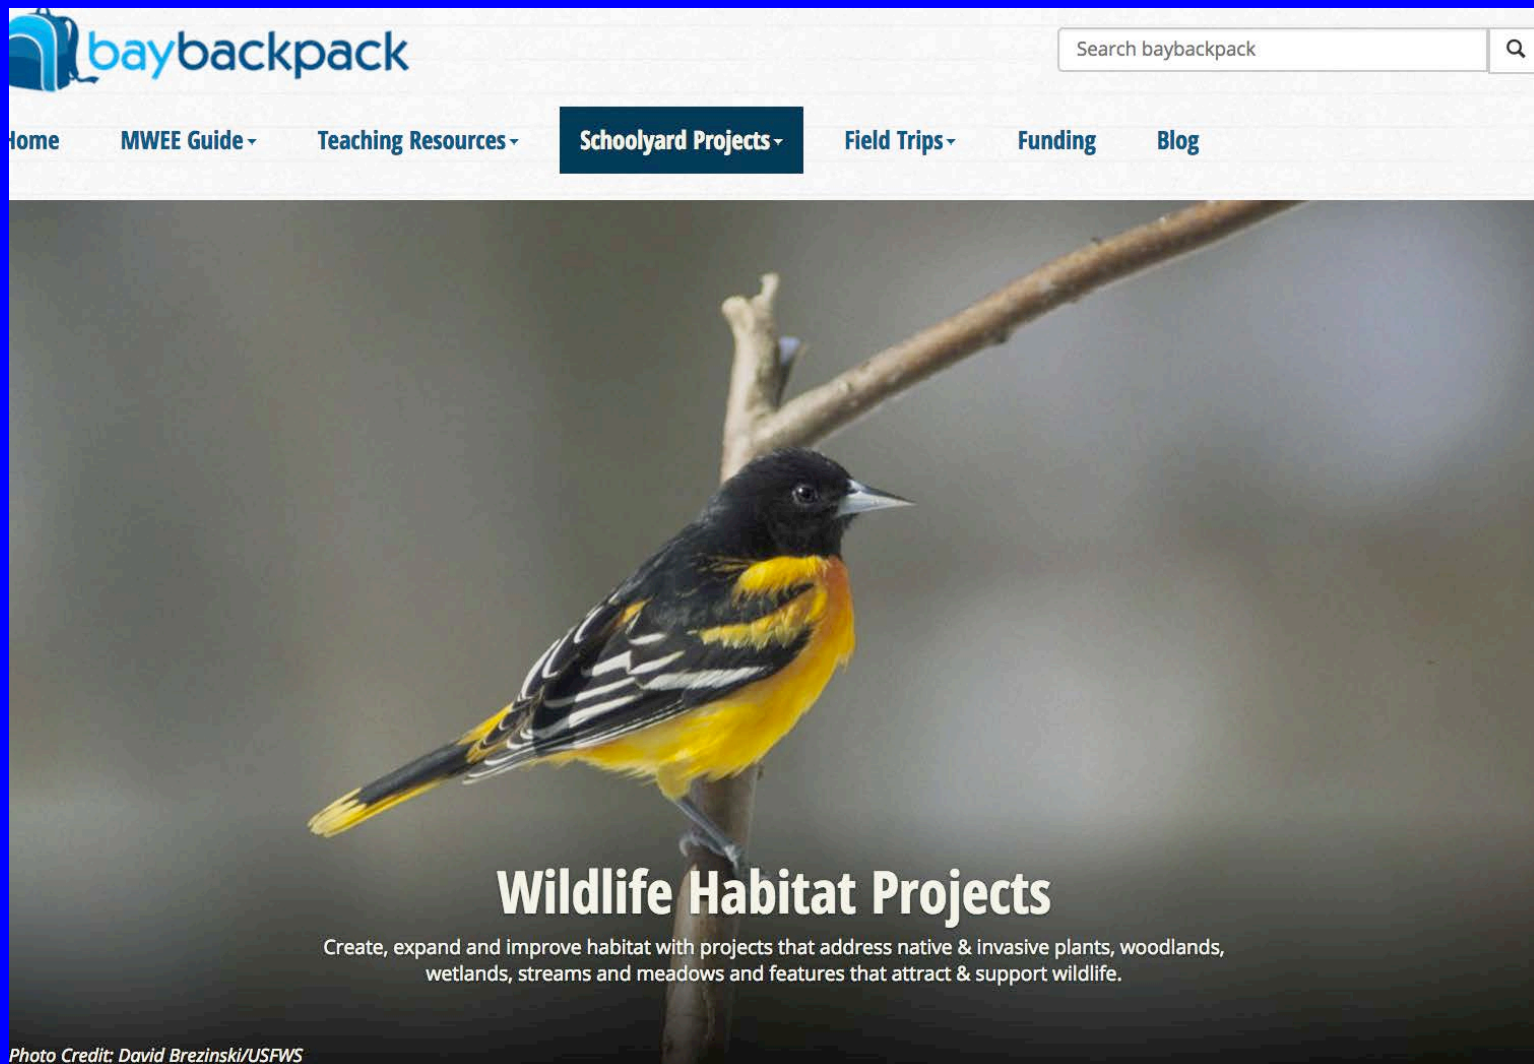 baybackpack
Search baybackpack
Home MWEE Guide Teaching Resources Schoolyard Projects Field Trips Funding Blog
Wildlife Habitat Projects
Create, expand and improve habitat with projects that address native & invasive plants, woodlands,
wetlands, streams and meadows and features that attract & support wildlife.
Photo Credit: David Brezinski/USFWS